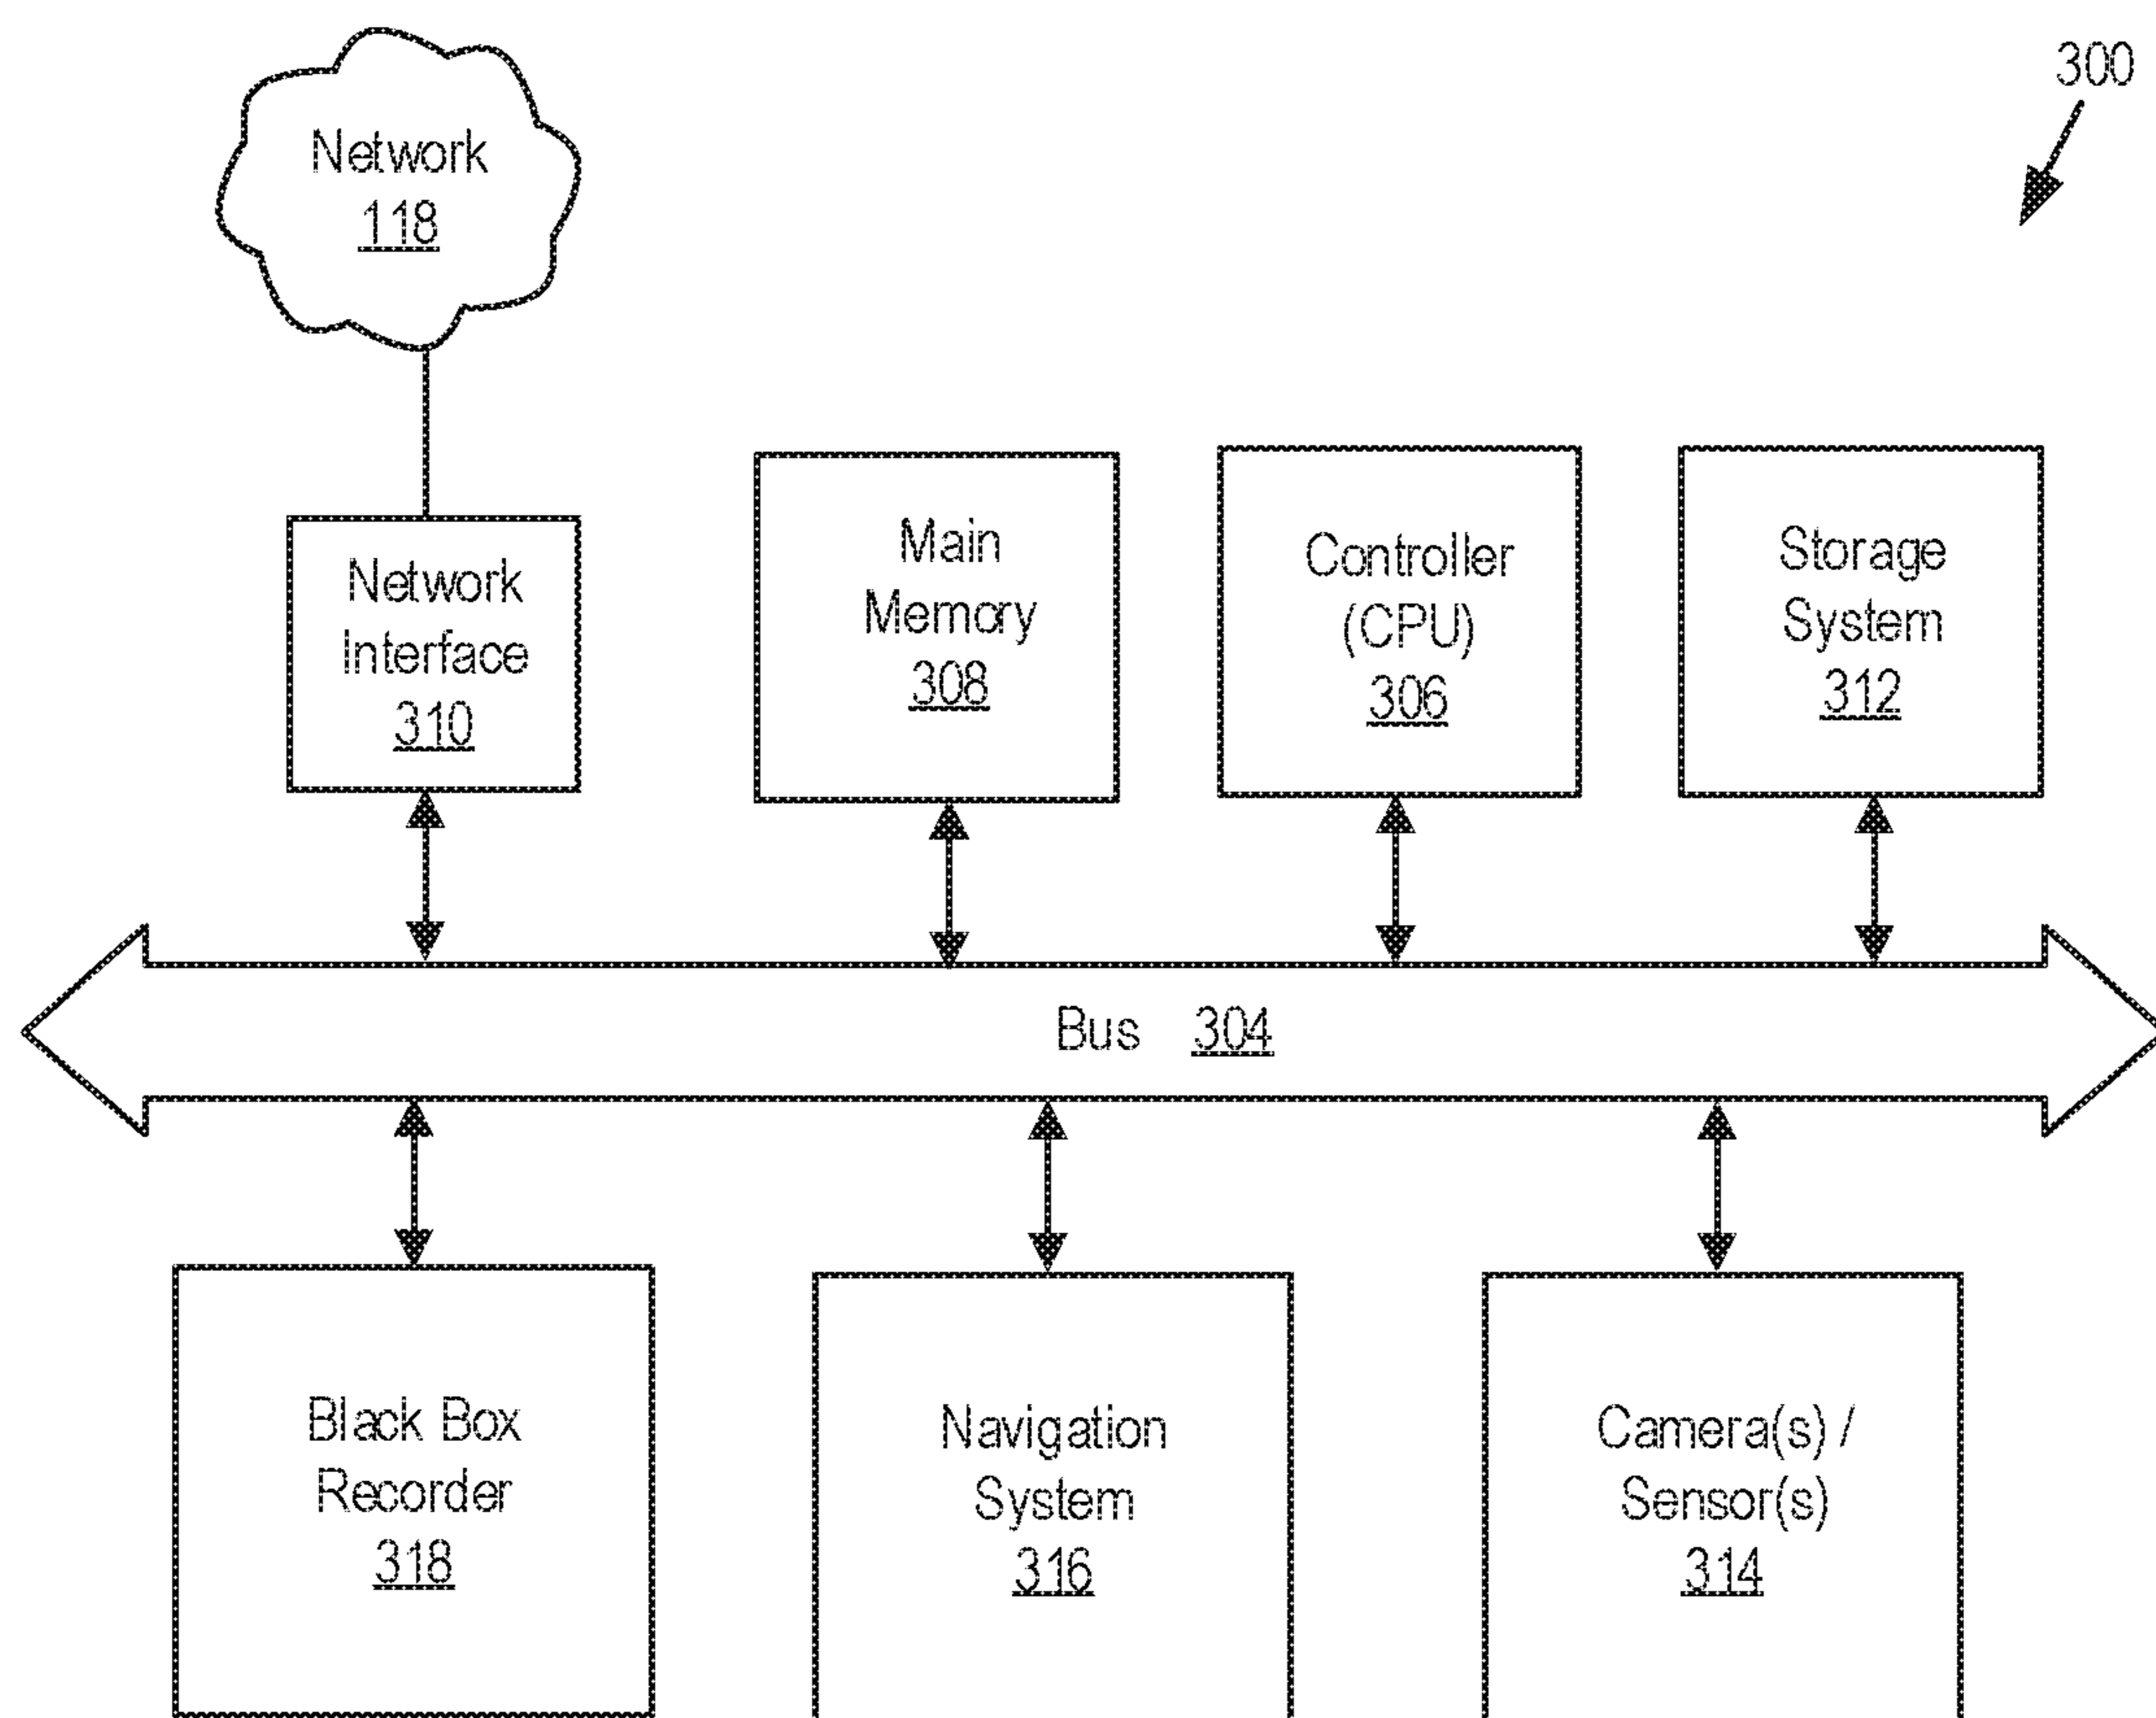 300
Network
118
Network
Interface
310
Main
Memory
308
Controller
(CPU)
306
Storage
System
312
Bus 304
Black Box
Recorder
318
Navigation
System
316
Camera(s) /
Sensor(s)
314